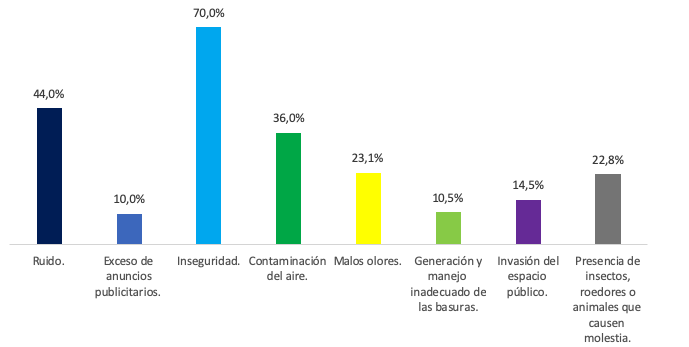 70,0%
44,0%
36,0%
23,1%
22,8%
14,5%
10,0%
10,5%
Ruido.
Exceso de
anuncios
publicitarios.
Inseguridad.
Contaminación
del aire.
Malos olores.
Generación y
manejo
inadecuado de
las basuras.
Invasión del
espacio
público.
Presencia de
insectos,
roedores o
animales que
causen
molestia.